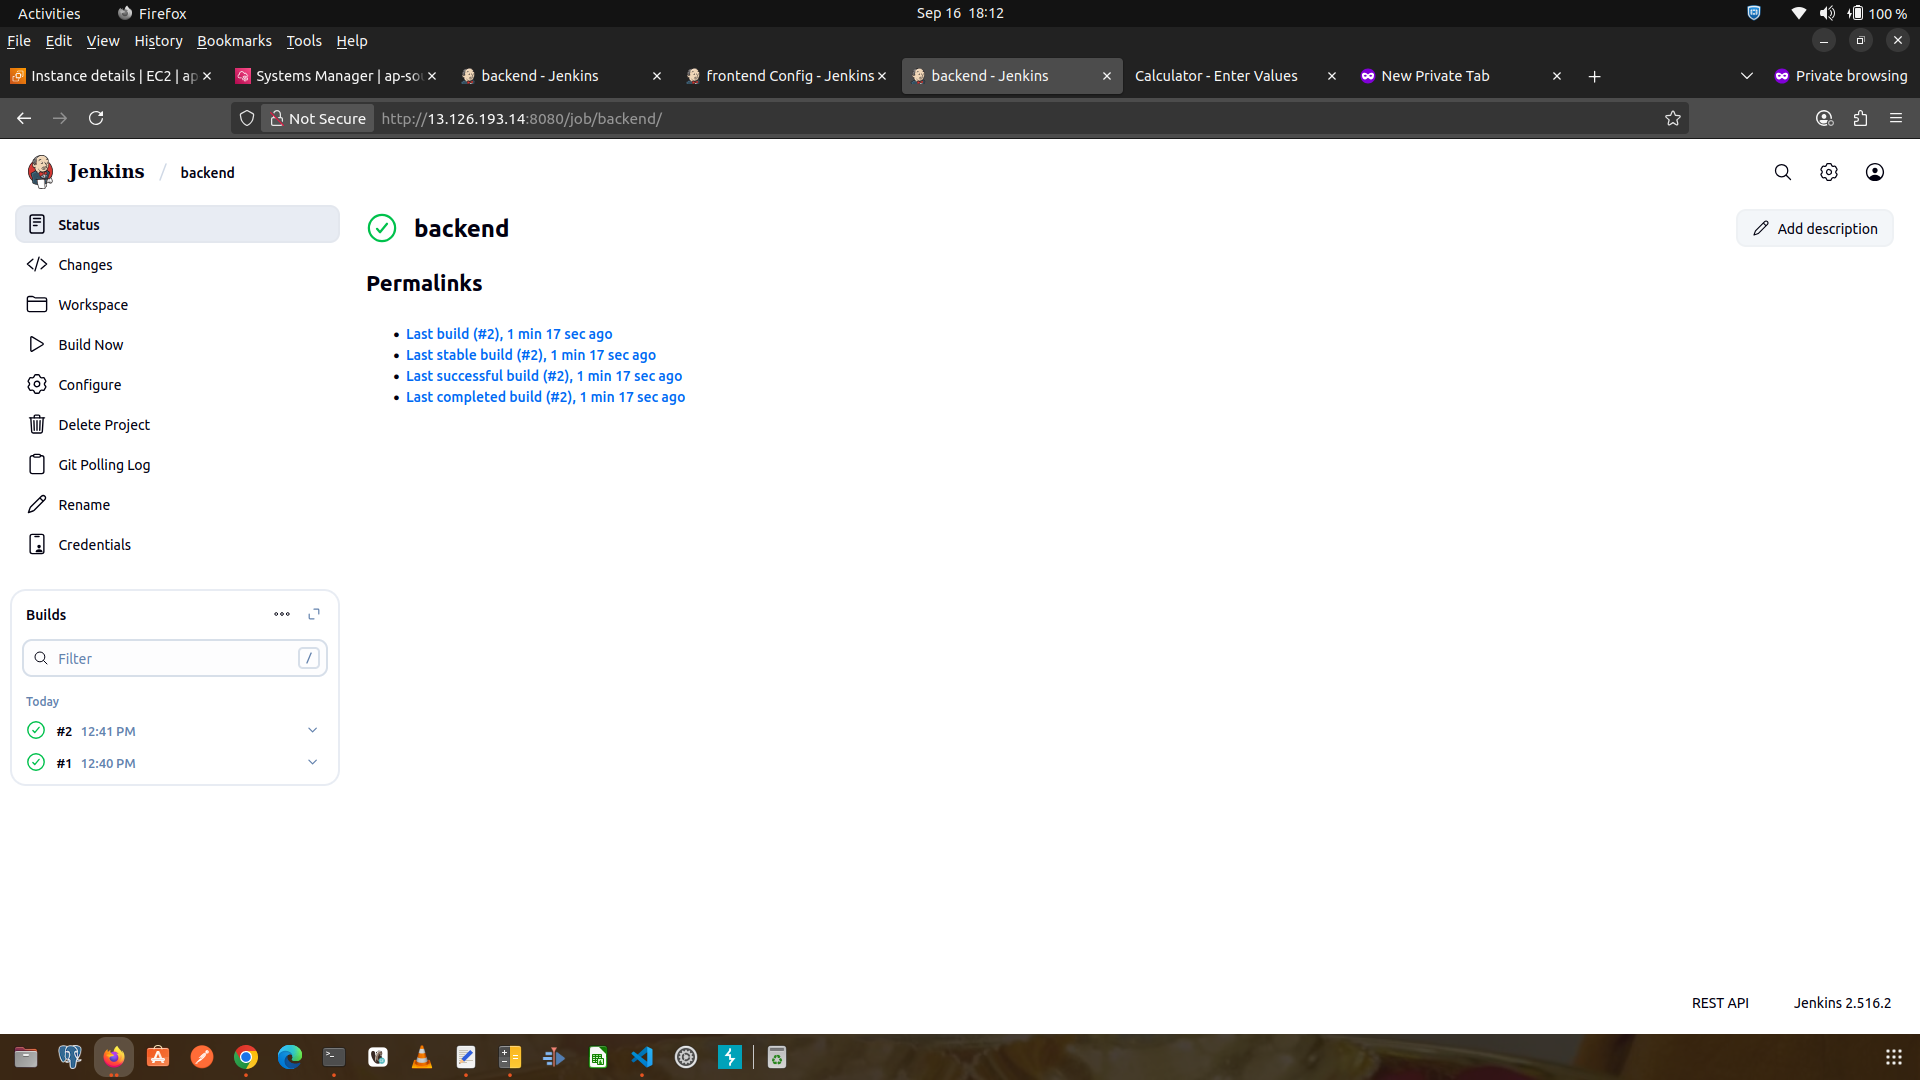 Activities Firefox Sep 16 18:12 100 %
File Edit View History Bookmarks Tools Help
Instance details | EC2 | ap Systems Manager | ap-so backend - Jenkins frontend Config - Jenkins backend - Jenkins Calculator - Enter Values New Private Tab Private browsing
Not Secure http://13.126.193.14:8080/job/backend/
Jenkins / backend
Status
Changes
Workspace
Build Now
Configure
Delete Project
Git Polling Log
Rename
Credentials
backend
Add description
Permalinks
Last build (#2), 1 min 17 sec ago
Last stable build (#2), 1 min 17 sec ago
Last successful build (#2), 1 min 17 sec ago
Last completed build (#2), 1 min 17 sec ago
Builds
Filter /
Today
#2 12:41 PM
#1 12:40 PM
REST API Jenkins 2.516.2